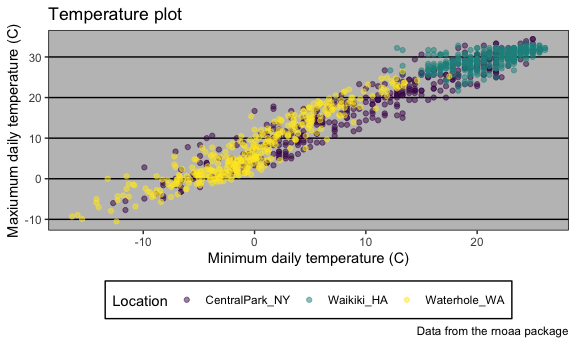 Temperature plot
Maxiumum daily temperature (C)
30
20
10
0
-10
-10 0 10 20
Minimum daily temperature (C)
Location CentralPark_NY Waikiki_HA Waterhole_WA
Data from the moaa package